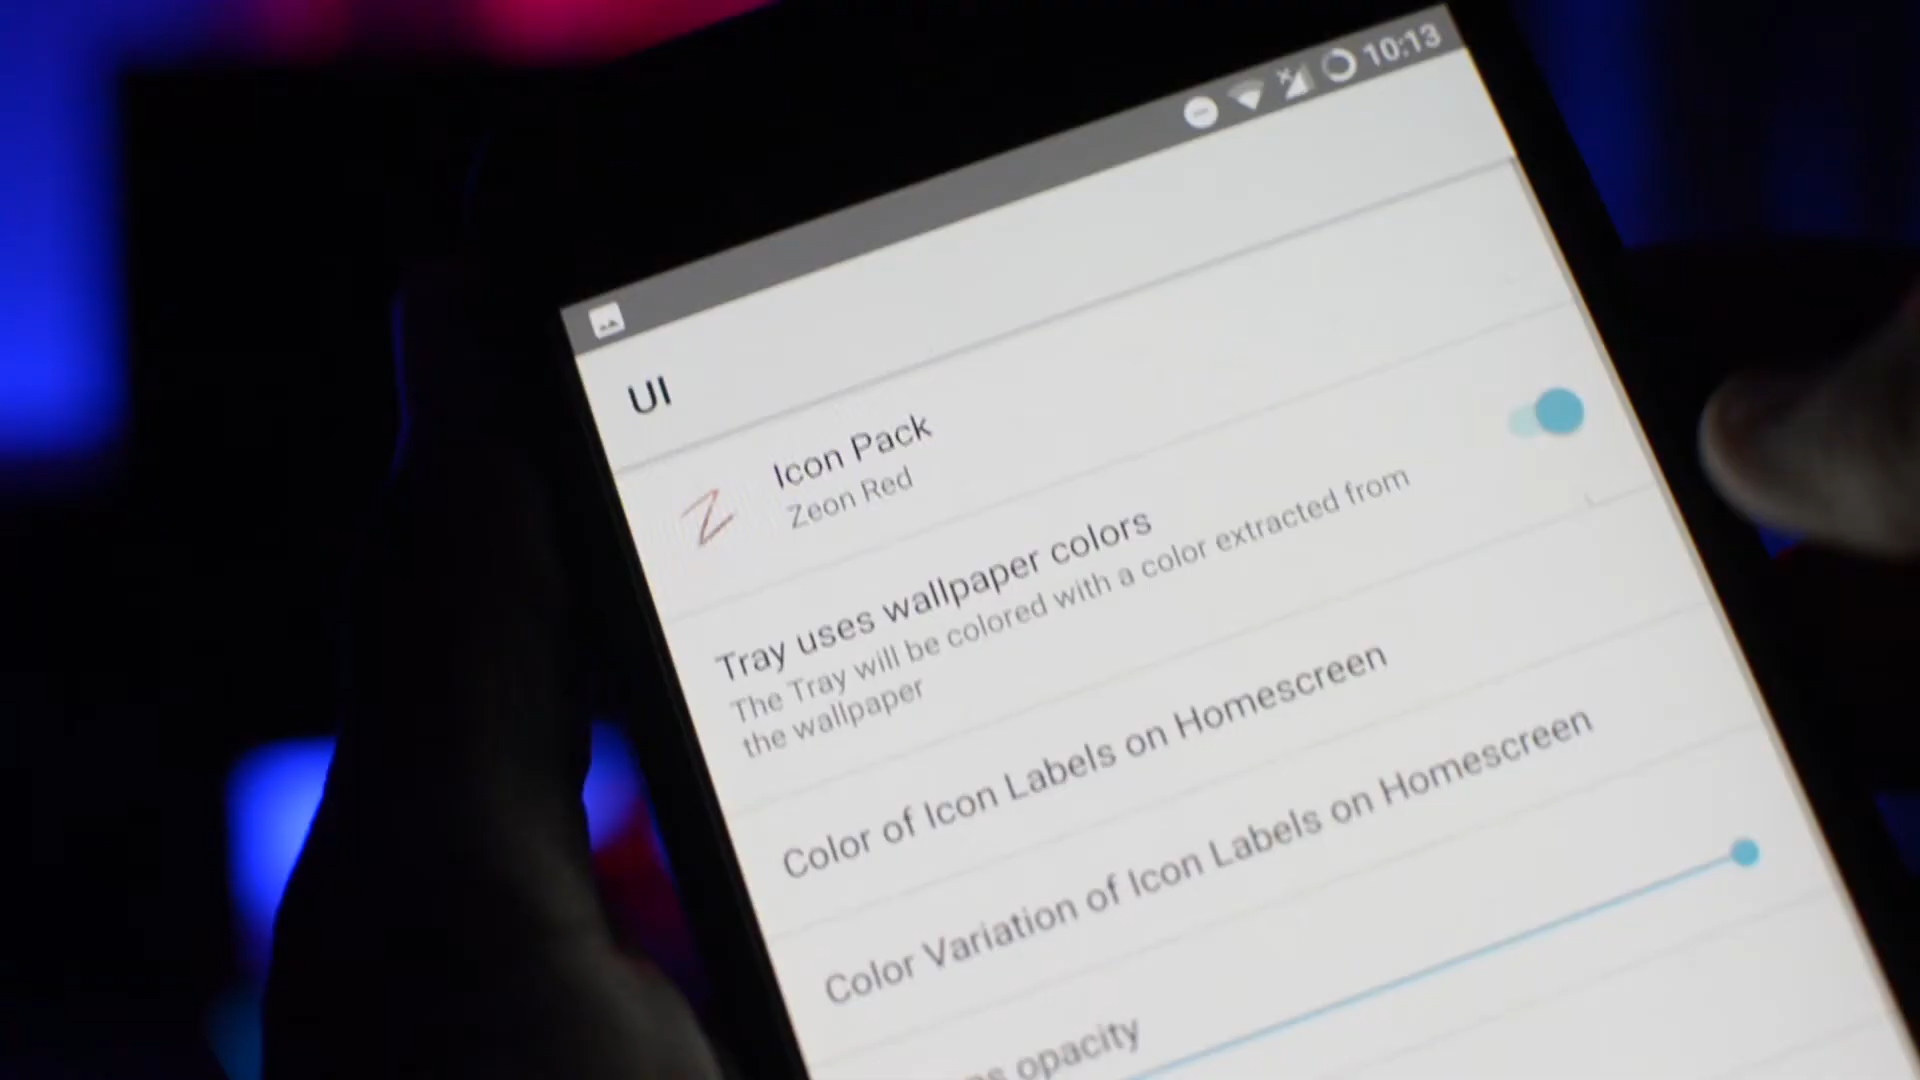 10:13
UI
Icon Pack
Zeon Red
Tray uses wallpaper colors
The Tray will be colored with a color extracted from
the wallpaper
Color of Icon Labels on Homescreen
Color Variation of Icon Labels on Homescreen
opacity